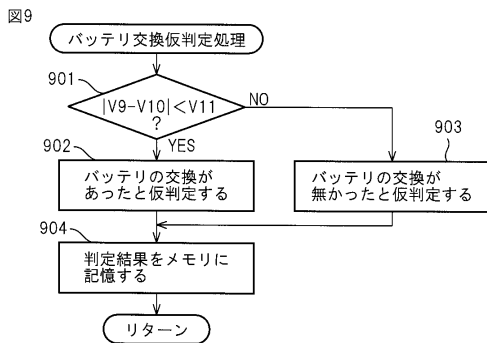 図9
バッテリ交換仮判定処理
901
|V9-V10|<V11
?
NO
YES
902
バッテリの交換が
あったと仮判定する
903
バッテリの交換が
無かったと仮判定する
904
判定結果をメモリに
記憶する
リターン